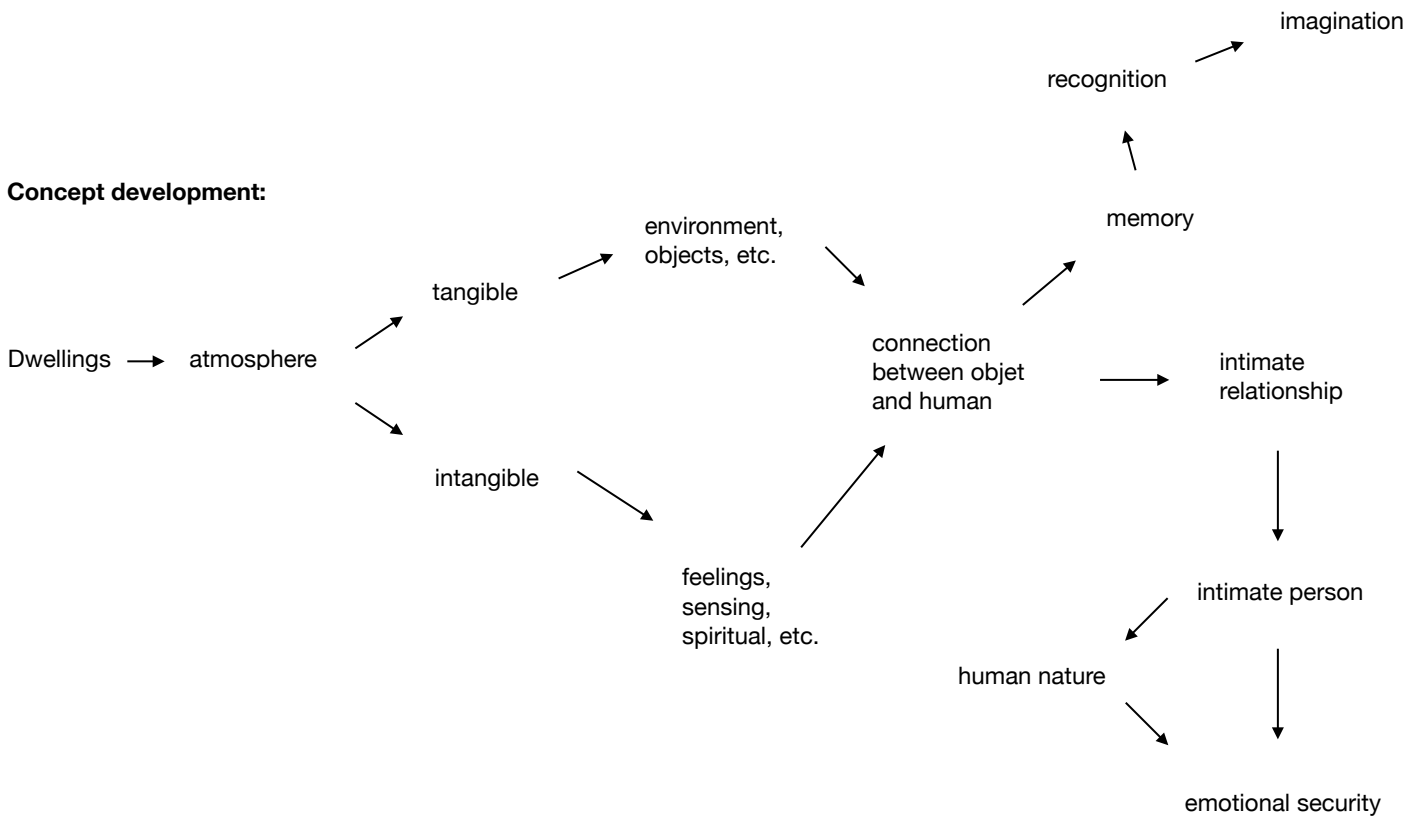 imagination
recognition
Concept development:
memory
environment,
objects, etc.
tangible
Dwellings
atmosphere
connection
between objet
and human
intimate
relationship
intangible
feelings,
sensing,
spiritual, etc.
intimate person
human nature
emotional security